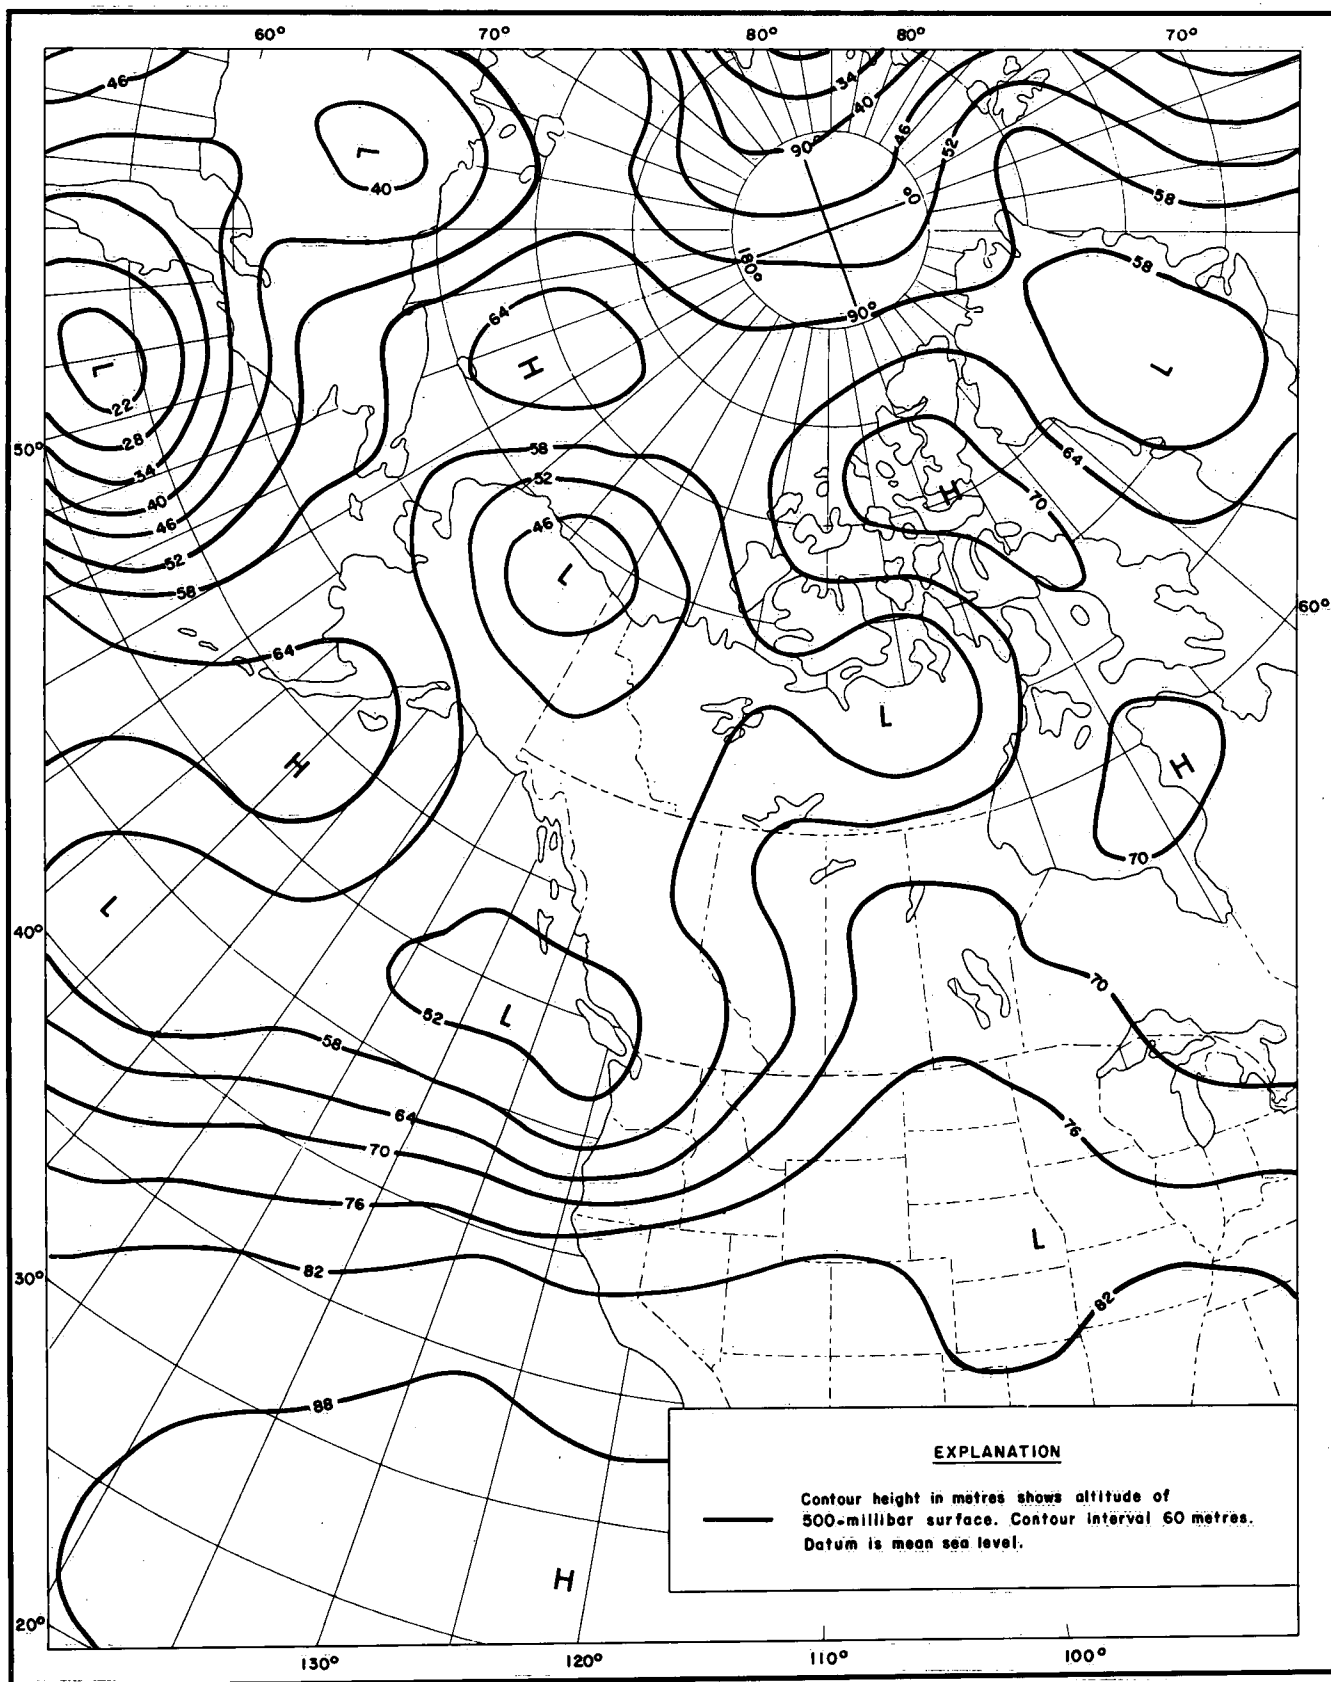 60° 70° 80° 80° 70°
46 34 40 46 52 58
L 40
90° 0° 180° 90°
58
64 H
L 22 28 34 40 46 52 58
L
50° 58 52 46 L
64 H 70
60°
64 H
L
H 70
L
40°
52 L
58 70
64
70 76
76
L
82 82
30°
88
EXPLANATION
Contour height in metres shows altitude of
500-millibar surface. Contour interval 60 metres.
Datum is mean sea level.
H
20°
130° 120° 110° 100°